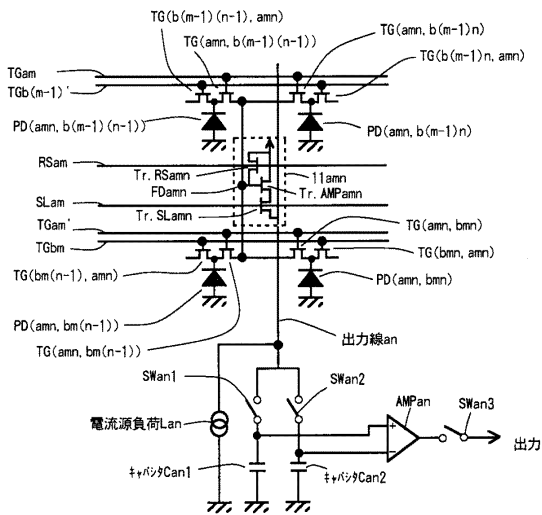 TG(b(m-1)(n-1), amn)
TG(amn, b(m-1)(n-1))
TG(amn, b(m-1)n)
TG(b(m-1)n, amn)
TGam
TGb(m-1)'
PD(amn, b(m-1)(n-1))
PD(amn, b(m-1)n)
RSam
Tr. RSamn
11amn
FDamn
Tr. AMPamn
SLam
Tr. SLamn
TGam'
TG(amn, bmn)
TGbm
TG(bmn, amn)
TG(bm(n-1), amn)
PD(amn, bmn)
PD(amn, bm(n-1))
TG(amn, bm(n-1))
出力線an
SWan1
SWan2
AMPan
SWan3
電流源負荷Lan
+
−
出力
ｷｬﾊﾟｼﾀCan1
ｷｬﾊﾟｼﾀCan2